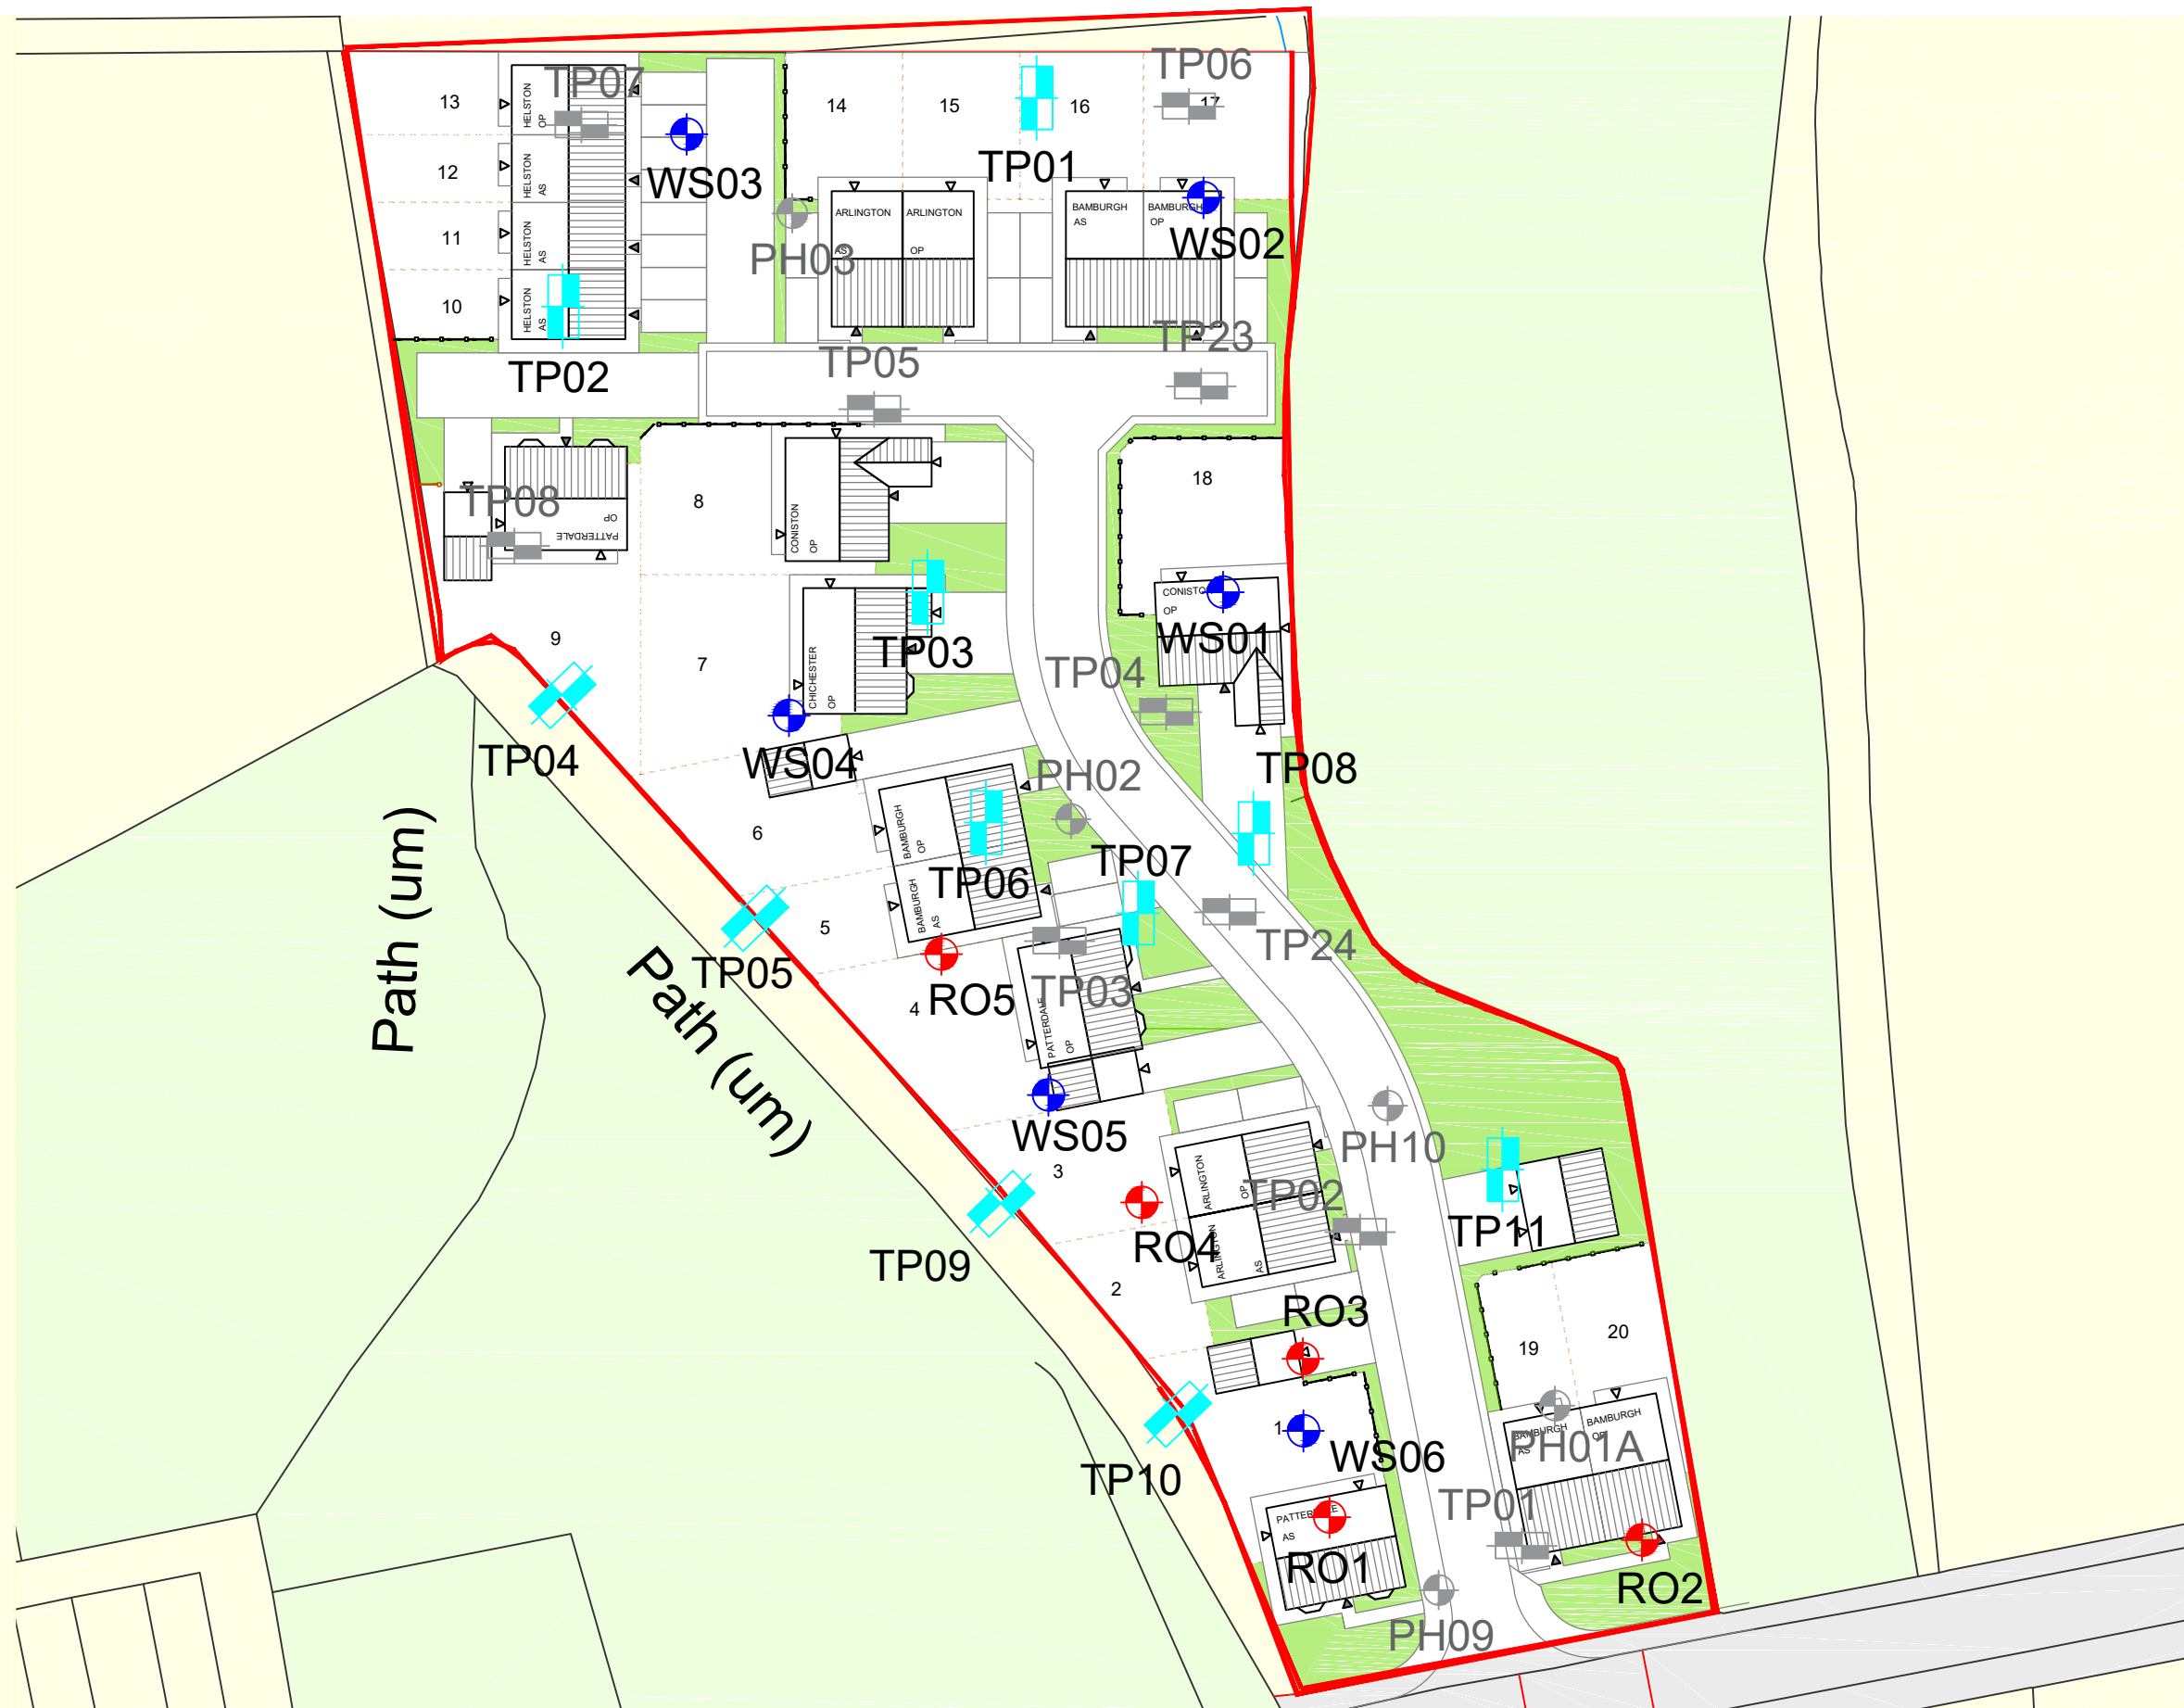 TP07
13
HELSTON
OP
12
HELSTON
AS
11
HELSTON
AS
10
HELSTON
AS
WS03
14
15
16
17
TP01
TP06
PH03
ARLINGTON
AS
ARLINGTON
OP
BAMBURGH
AS
BAMBURGH
OP
WS02
TP02
TP05
TP23
TP08
PATTERDALE
OP
8
CONISTON
OP
18
9
7
CHICHESTER
OP
TP03
CONISTON
OP
WS01
TP04
TP04
WS04
PH02
TP08
6
BAMBURGH
OP
TP06
TP07
BAMBURGH
AS
5
TP05
RO5
4
TP03
TP24
PATTERDALE
OP
Path (um)
Path (um)
WS05
3
PH10
ARLINGTON
OP
TP02
RO4
ARLINGTON
AS
TP09
TP11
2
RO3
19
20
1
WS06
TP10
BAMBURGH
AS
BAMBURGH
OP
PH01A
TP01
PATTERDALE
AS
RO1
RO2
PH09